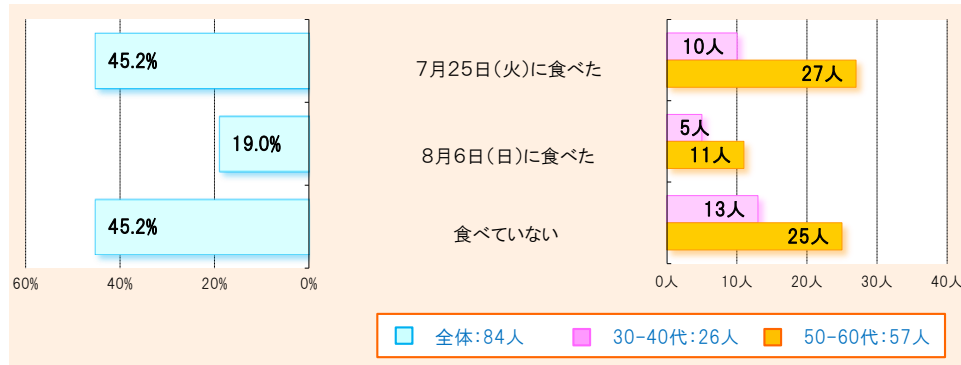 45.2%
7月25日(火)に食べた
10人
27人
19.0%
8月6日(日)に食べた
5人
11人
45.2%
食べていない
13人
25人
60% 40% 20% 0%
0人 10人 20人 30人 40人
全体:84人 30-40代:26人 50-60代:57人